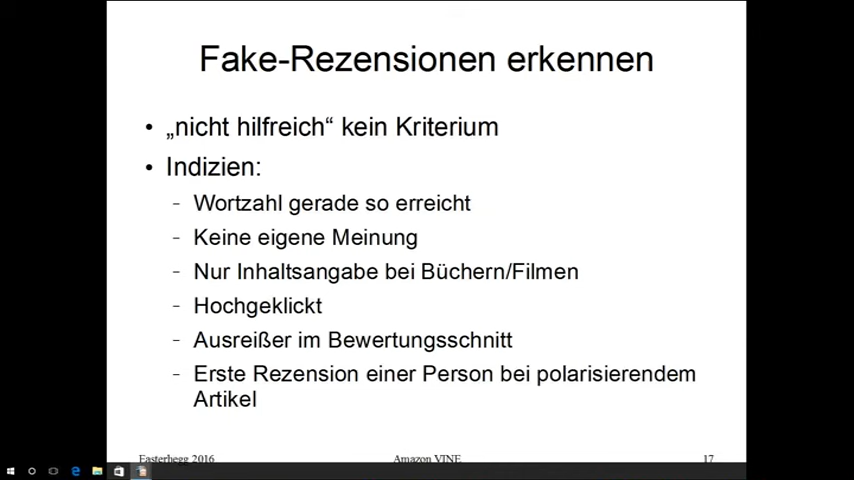 Fake-Rezensionen erkennen
• „nicht hilfreich“ kein Kriterium
• Indizien:
– Wortzahl gerade so erreicht
– Keine eigene Meinung
– Nur Inhaltsangabe bei Büchern/Filmen
– Hochgeklickt
– Ausreißer im Bewertungsschnitt
– Erste Rezension einer Person bei polarisierendem
Artikel
Easterhegg 2016 Amazon VINE 17